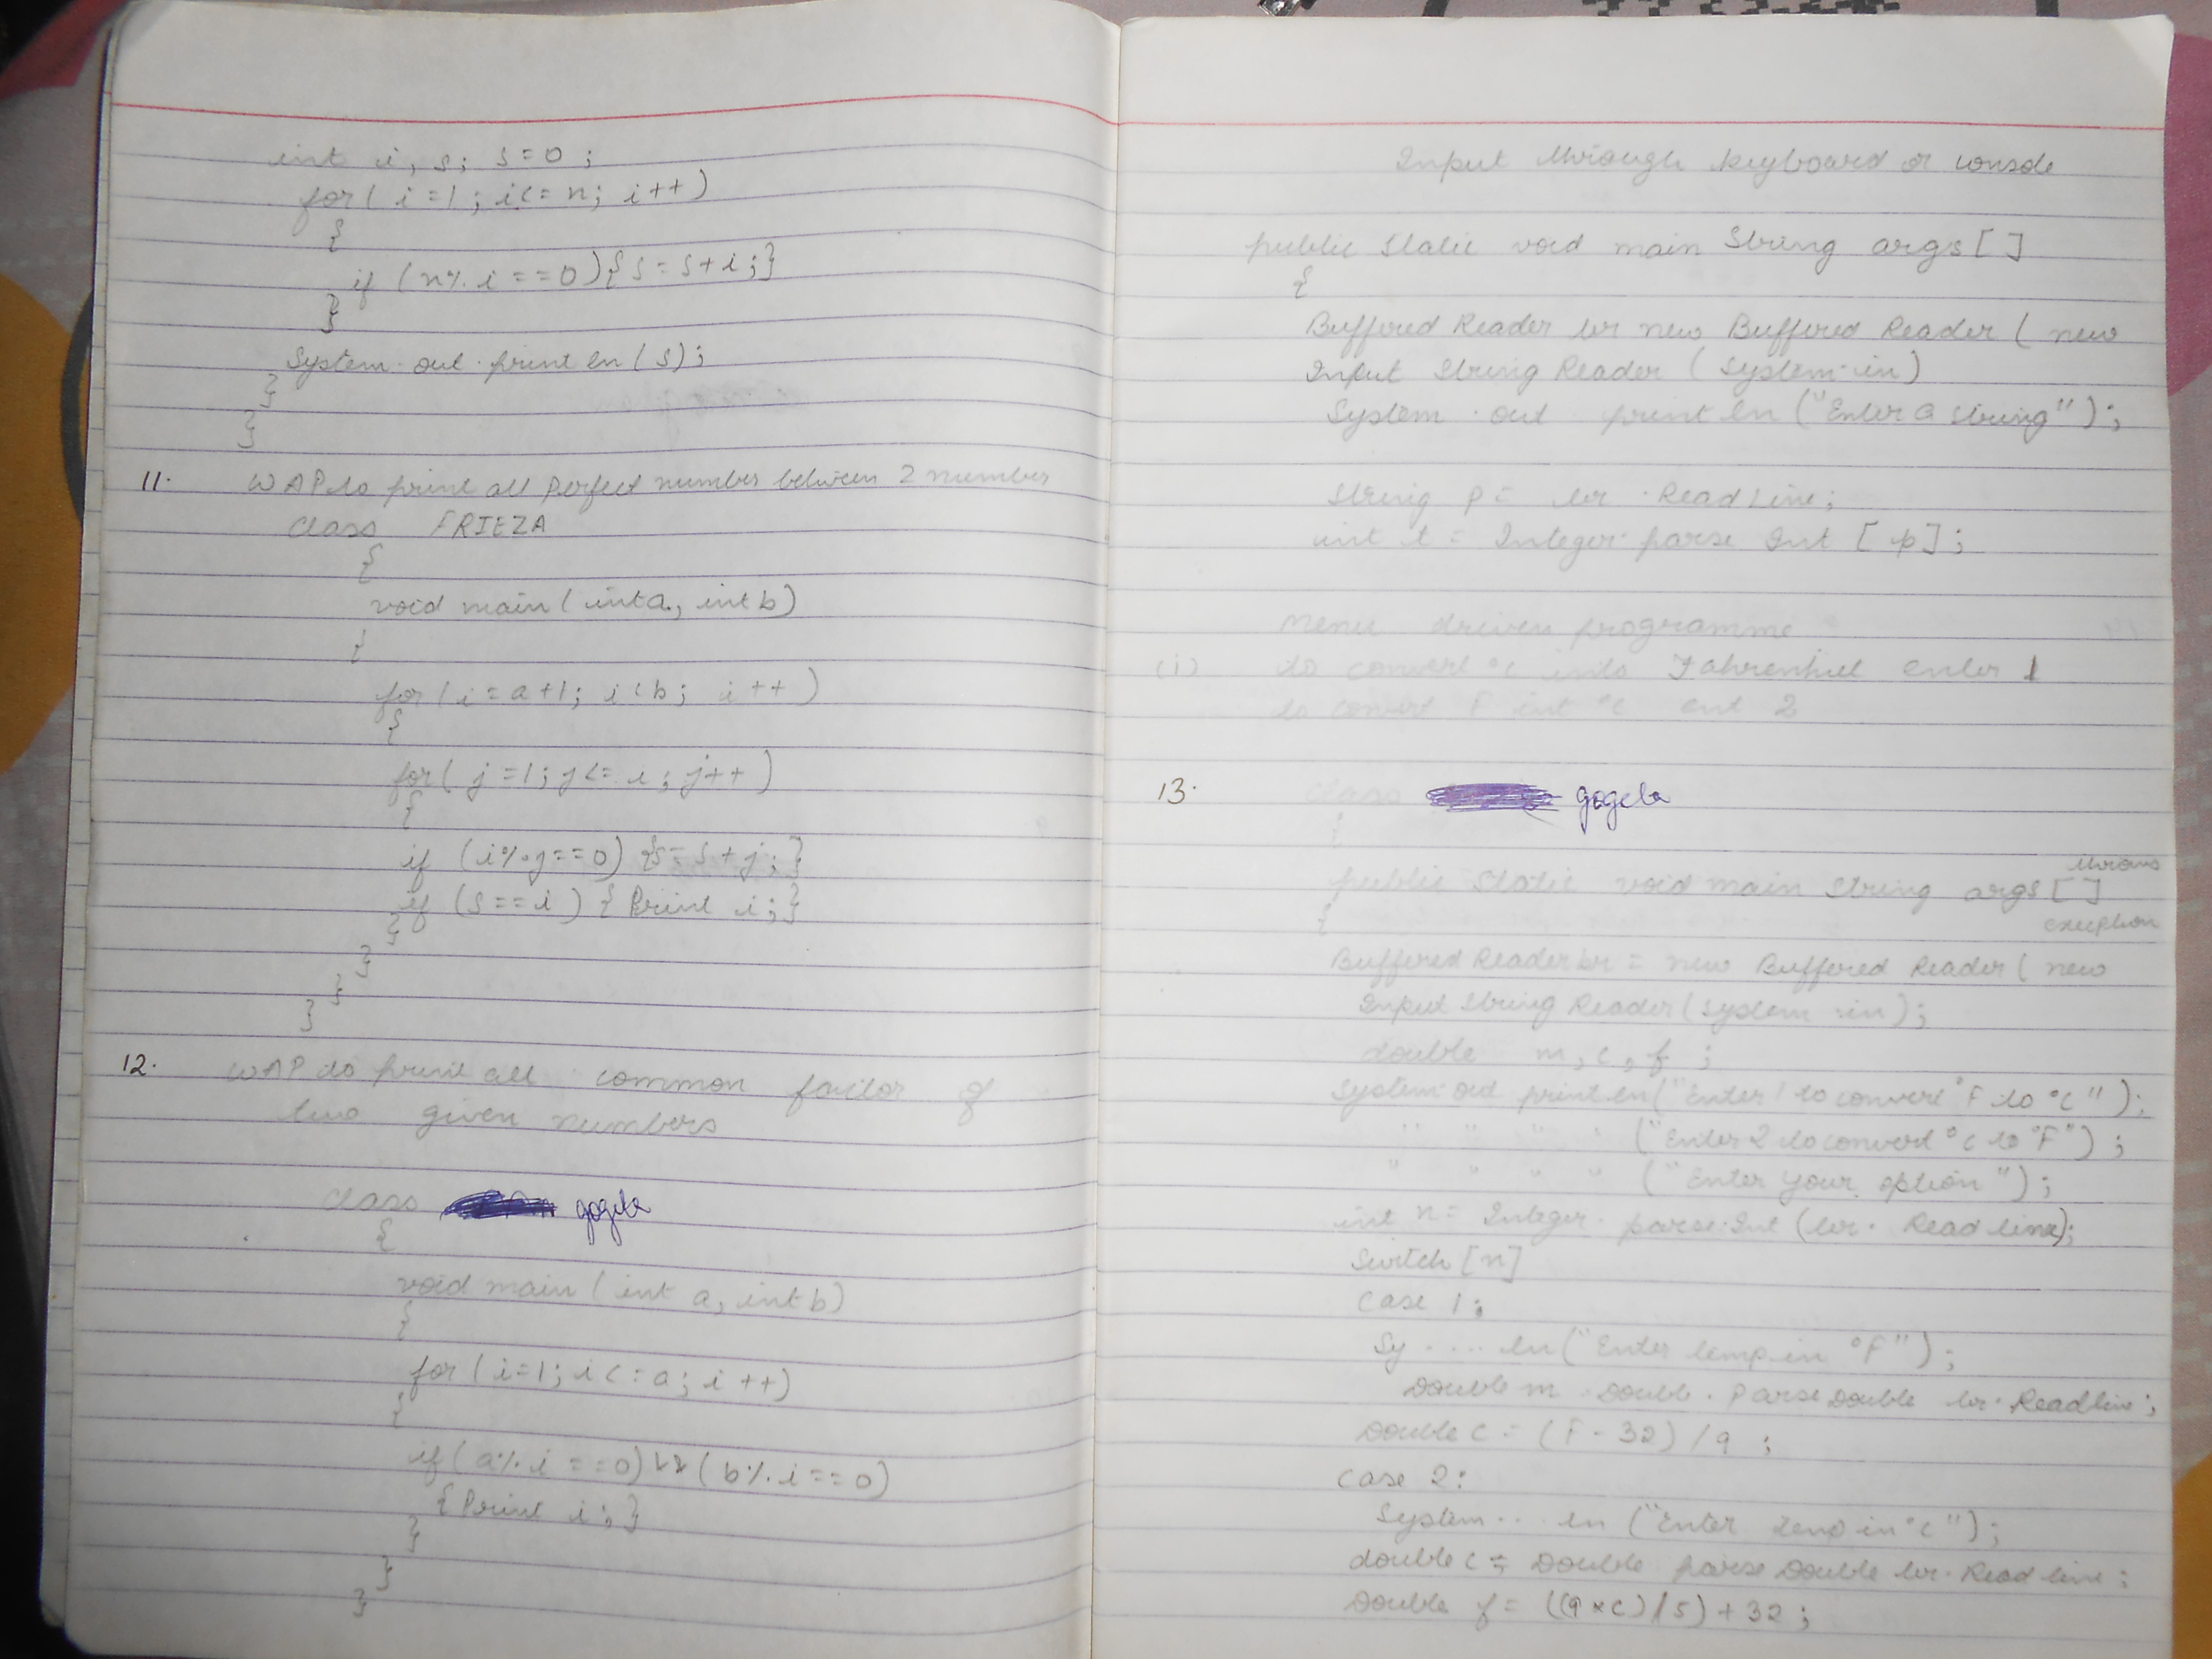 int i, s; s=0;
for( i=1; i<=n; i++)
{
if (n%i==0){s=s+i;}
}
System.out.println(s);
}
}
11. WAP to print all perfect number between 2 number
class FRIEZA
{
void main(int a, int b)
{
for(i=a+1; i<b; i++)
{
for(j=1; j<=i; j++)
{
if (i%j==0) {s=s+j;}
if (s==i) {Print i;}
}
}
}
}
12. WAP to print all common factor of
two given numbers
class gogeta
{
void main(int a, int b)
{
for(i=1; i<=a; i++)
{
if(a%i==0)&&(b%i==0)
{Print i;}
}
}
}
Input through keyboard or console
public static void main String args[]
{
Buffered Reader br new Buffered Reader( new
Input String Reader (System.in)
System.out println("Enter a string");
String p= br.ReadLine;
int t = Integer.parse Int [p];
Menu driven programme
(i) to convert °C into Fahrenheit enter 1
to convert F int °C ent 2
13. class gogeta
{
public static void main String args[] throws
{ exception
Buffered Reader br = new Buffered Reader( new
Input String Reader(System.in);
double m, c, f;
System.out println("Enter 1 to convert °F to °C");
" " " " ("Enter 2 to convert °C to °F");
" " " " ("Enter your option");
int n= Integer.parse.Int (br.Readline);
Switch [n]
Case 1:
Sy....ln("Enter temp.in °F");
Double m Double.ParseDouble br.Readline;
Double C = (F-32)/9;
Case 2:
System...ln ("Enter temp in °C");
double c = Double parse Double br.Readline;
Double f = ((9×c)/5)+32;